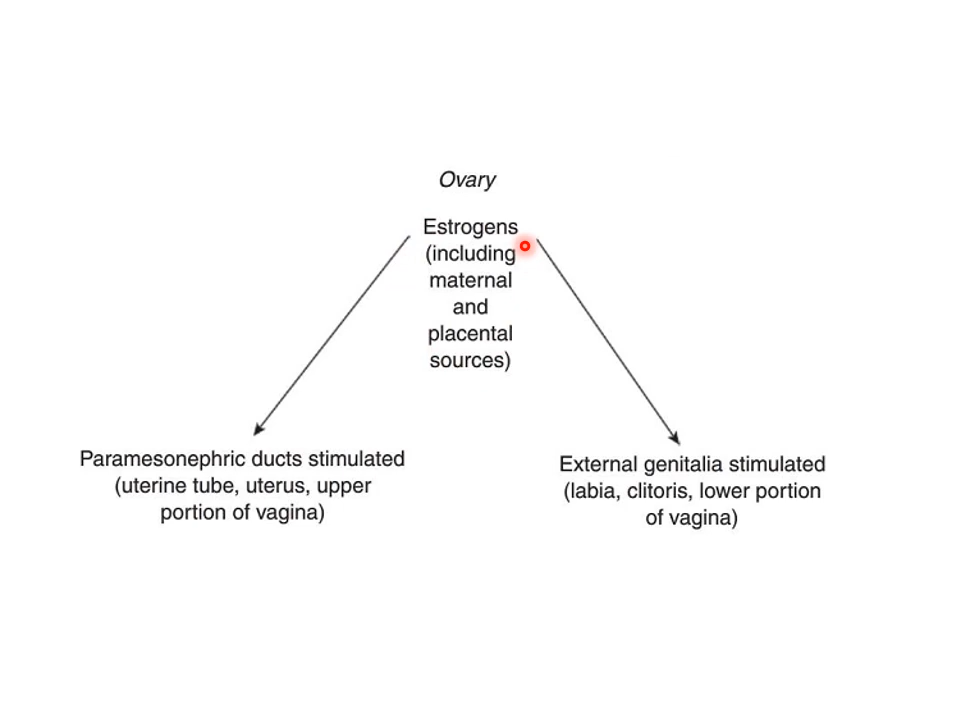 Ovary
Estrogens
(including
maternal
and
placental
sources)
Paramesonephric ducts stimulated
(uterine tube, uterus, upper
portion of vagina)
External genitalia stimulated
(labia, clitoris, lower portion
of vagina)